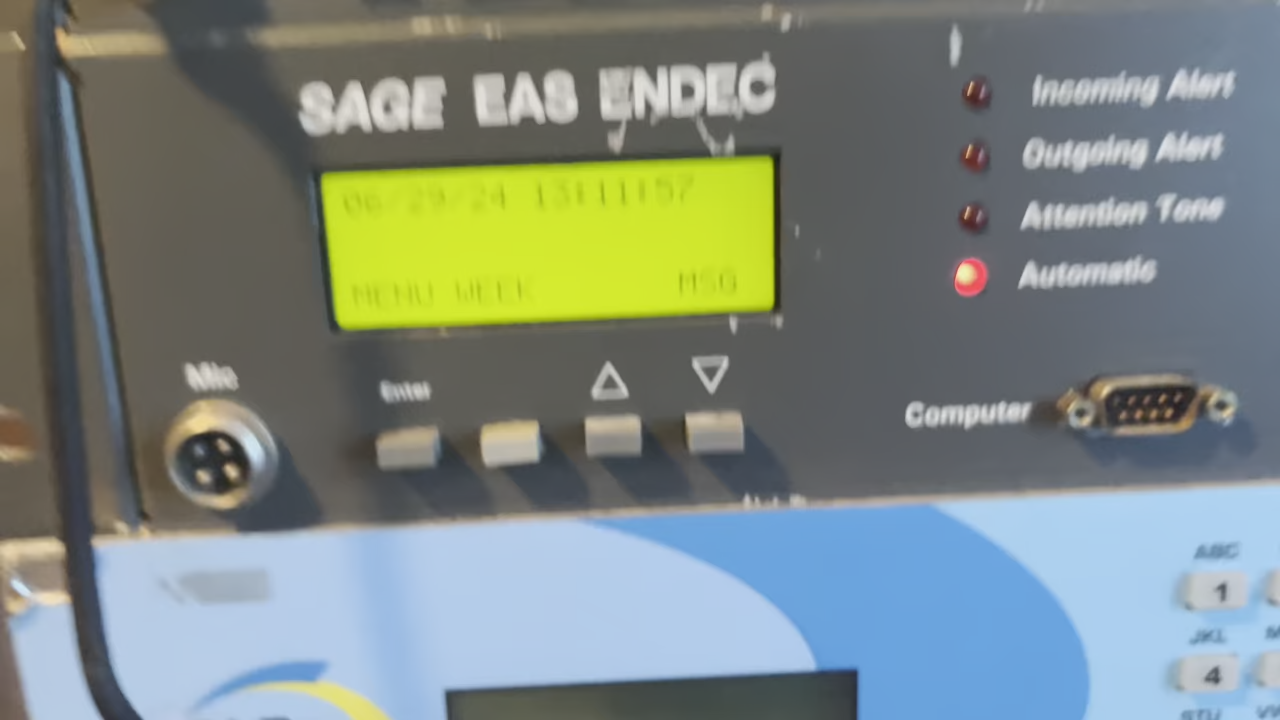 SAGE EAS ENDEC
Incoming Alert
Outgoing Alert
Attention Tone
Automatic
06/29/24 13:11:57
MENU WEEK MSG
Mic
Enter
Computer
ABC
1
JKL
4
STU